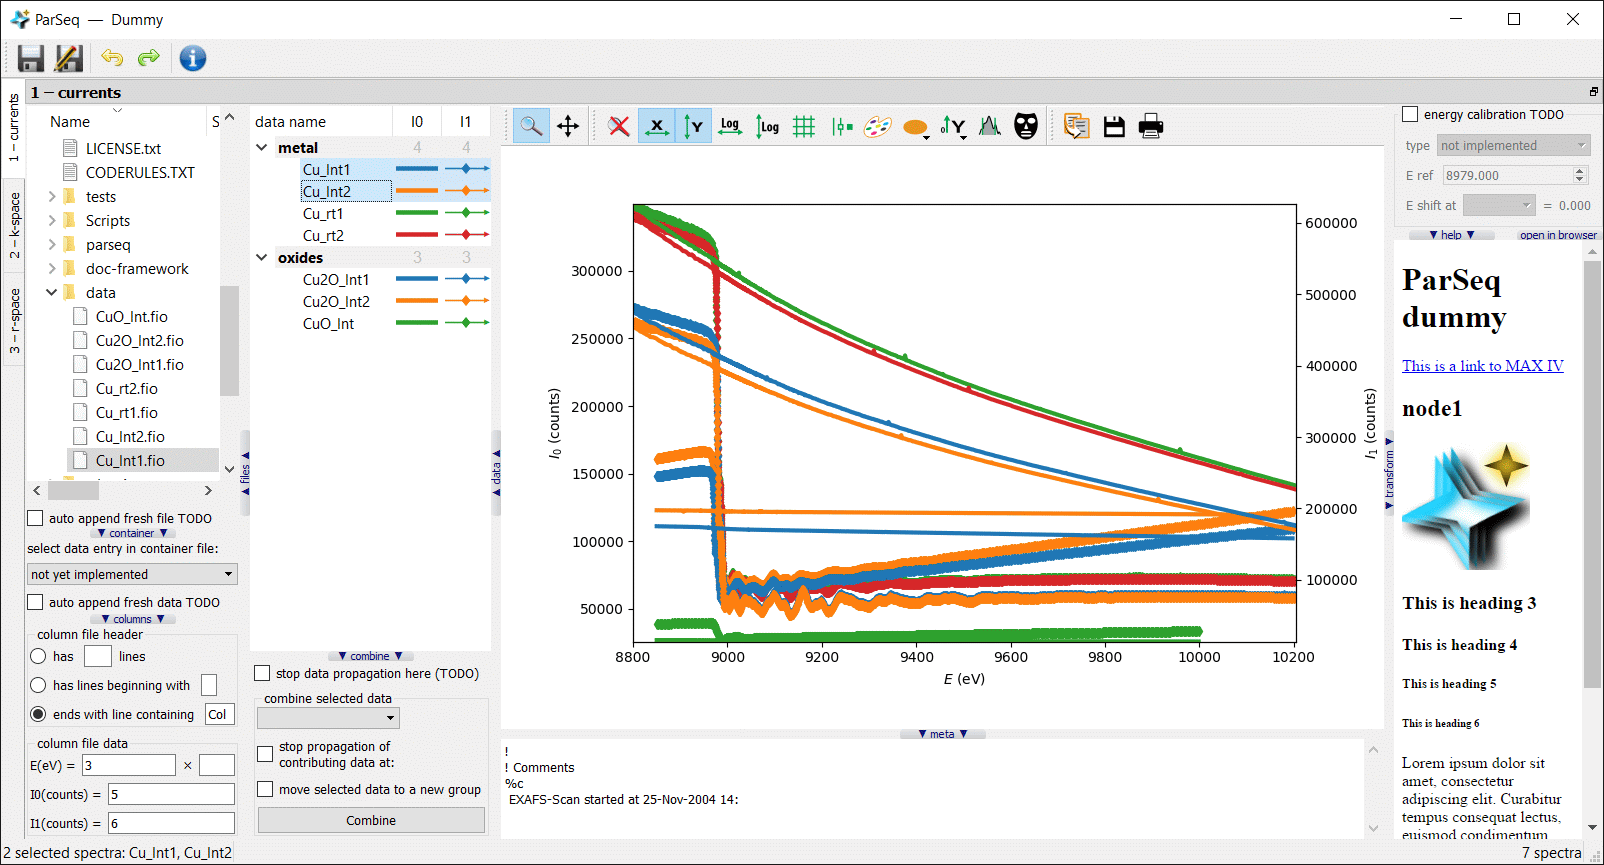 ParSeq — Dummy
1 – currents
1 – currents
2 – k-space
3 – r-space
Name
S
LICENSE.txt
CODERULES.TXT
tests
Scripts
parseq
doc-framework
data
CuO_Int.fio
Cu2O_Int2.fio
Cu2O_Int1.fio
Cu_rt2.fio
Cu_rt1.fio
Cu_Int2.fio
Cu_Int1.fio
auto append fresh file TODO
container
select data entry in container file:
not yet implemented
auto append fresh data TODO
columns
column file header
has lines
has lines beginning with
ends with line containing Col
column file data
E(eV) = 3 ×
I0(counts) = 5
I1(counts) = 6
files
data name I0 I1
metal 4 4
Cu_Int1
Cu_Int2
Cu_rt1
Cu_rt2
oxides 3 3
Cu2O_Int1
Cu2O_Int2
CuO_Int
combine
stop data propagation here (TODO)
combine selected data
stop propagation of
contributing data at:
move selected data to a new group
Combine
data
X
Y
Log
Log
Y
300000
250000
200000
150000
100000
50000
I0 (counts)
600000
500000
400000
300000
200000
100000
I1 (counts)
8800 9000 9200 9400 9600 9800 10000 10200
E (eV)
meta
!
! Comments
%c
EXAFS-Scan started at 25-Nov-2004 14:
transform
energy calibration TODO
type not implemented
E ref 8979.000
E shift at = 0.000
help
open in browser
ParSeq
dummy
This is a link to MAX IV
node1
This is heading 3
This is heading 4
This is heading 5
This is heading 6
Lorem ipsum dolor sit
amet, consectetur
adipiscing elit. Curabitur
tempus consequat lectus,
euismod condimentum
2 selected spectra: Cu_Int1, Cu_Int2
7 spectra